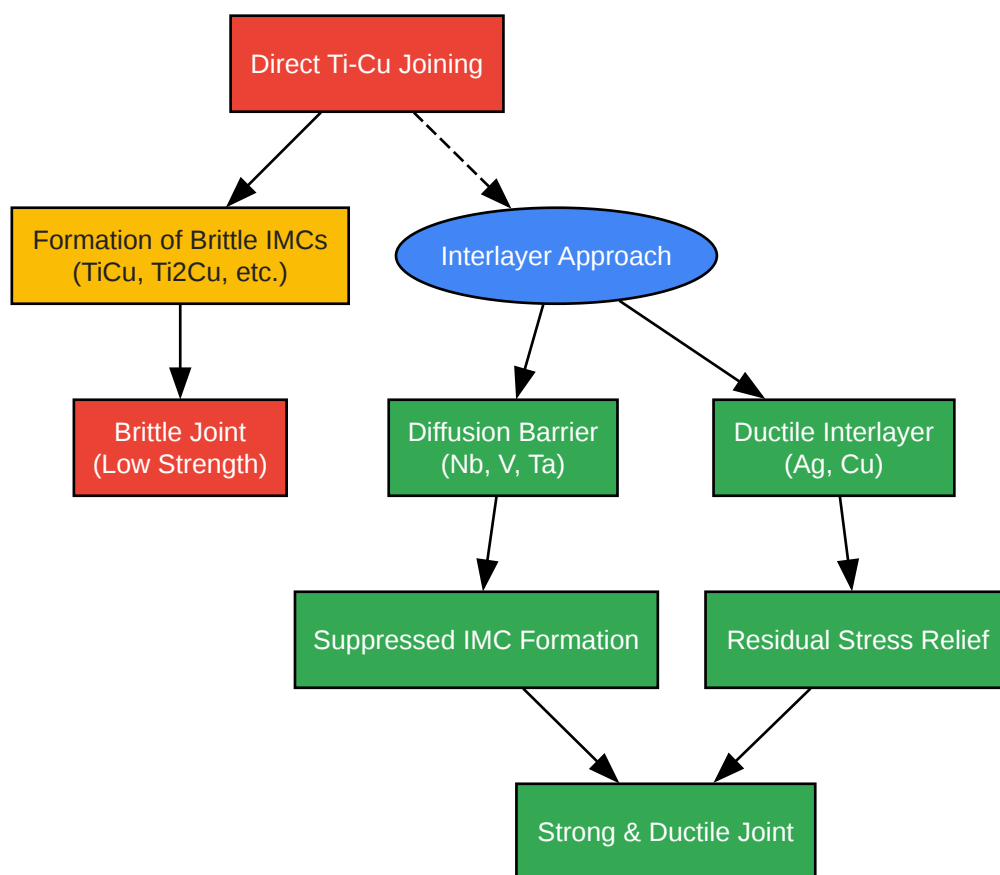 Direct Ti-Cu Joining
Formation of Brittle IMCs
(TiCu, Ti2Cu, etc.)
Interlayer Approach
Brittle Joint
(Low Strength)
Diffusion Barrier
(Nb, V, Ta)
Ductile Interlayer
(Ag, Cu)
Suppressed IMC Formation
Residual Stress Relief
Strong & Ductile Joint